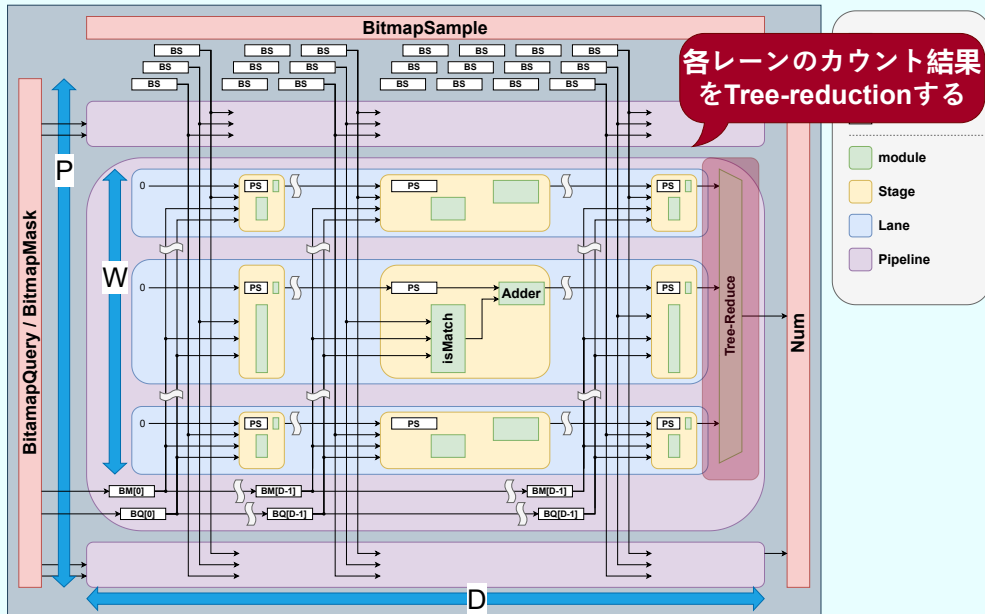 BitmapSample
BS BS BS BS BS BS BS BS
BS BS BS BS BS BS BS BS
BS BS BS BS BS BS BS BS
各レーンのカウント結果
をTree-reductionする
module
Stage
Lane
Pipeline
BitamapQuery / BitmapMask
P
W
0
PS
PS
PS
0
PS
PS
Adder
isMatch
PS
0
PS
PS
PS
Tree-Reduce
Num
BM[0]
BM[D-1]
BM[D-1]
BQ[0]
BQ[D-1]
BQ[D-1]
D